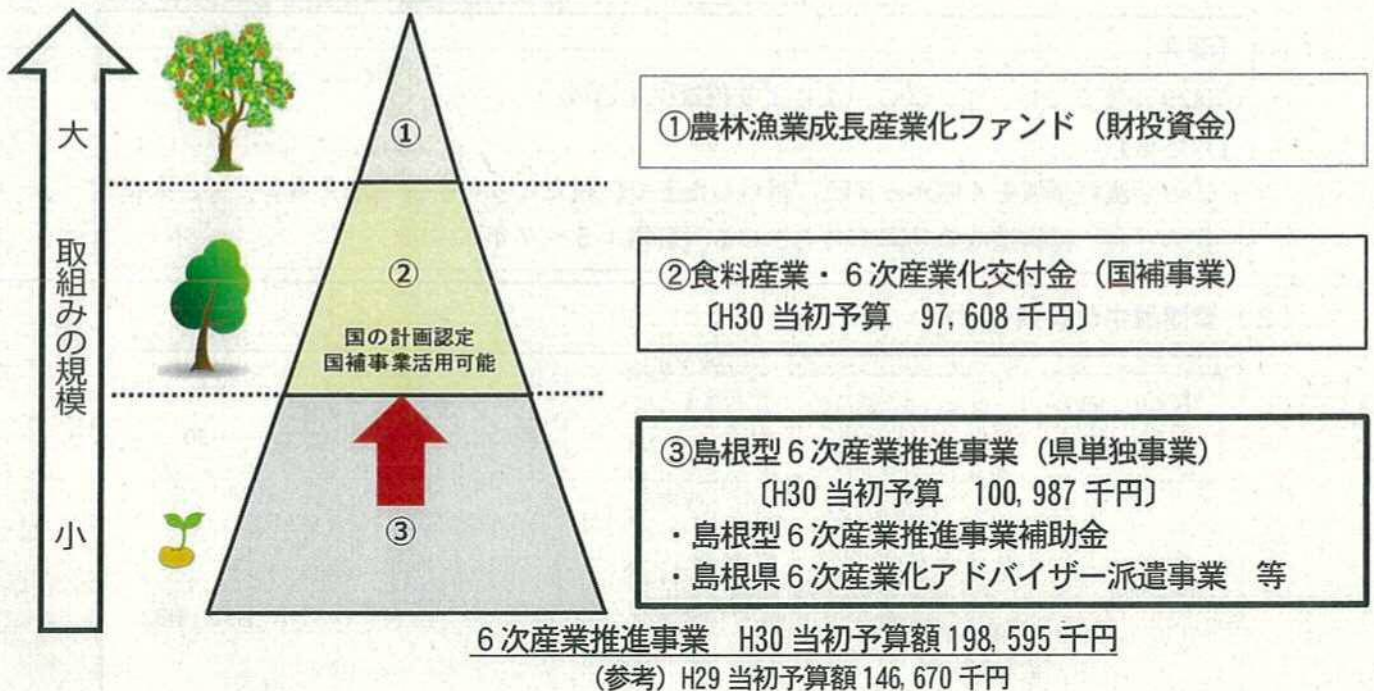 大
取組みの規模
小
①
②
国の計画認定
国補事業活用可能
③
①農林漁業成長産業化ファンド（財投資金）
②食料産業・６次産業化交付金（国補事業）
〔H30 当初予算　97,608 千円〕
③島根型６次産業推進事業（県単独事業）
〔H30 当初予算　100,987 千円〕
・島根型６次産業推進事業補助金
・島根県６次産業化アドバイザー派遣事業　等
６次産業推進事業　H30 当初予算額 198,595 千円
（参考）H29 当初予算額 146,670 千円